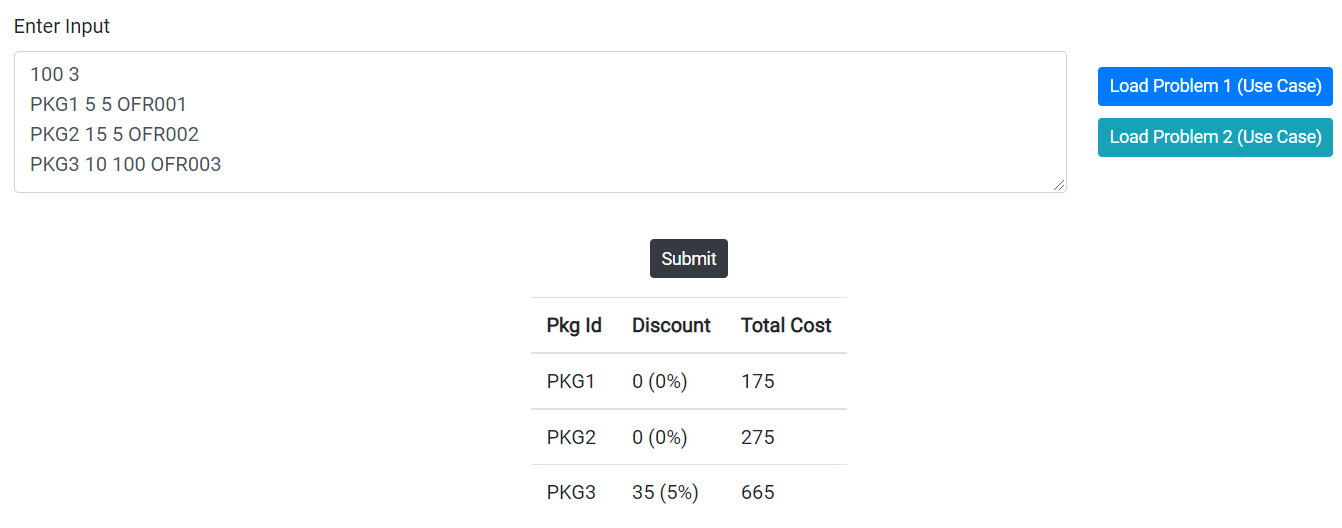 Enter Input
100 3
PKG1 5 5 OFR001
PKG2 15 5 OFR002
PKG3 10 100 OFR003
Load Problem 1 (Use Case)
Load Problem 2 (Use Case)
Submit
Pkg Id Discount Total Cost
PKG1 0 (0%) 175
PKG2 0 (0%) 275
PKG3 35 (5%) 665